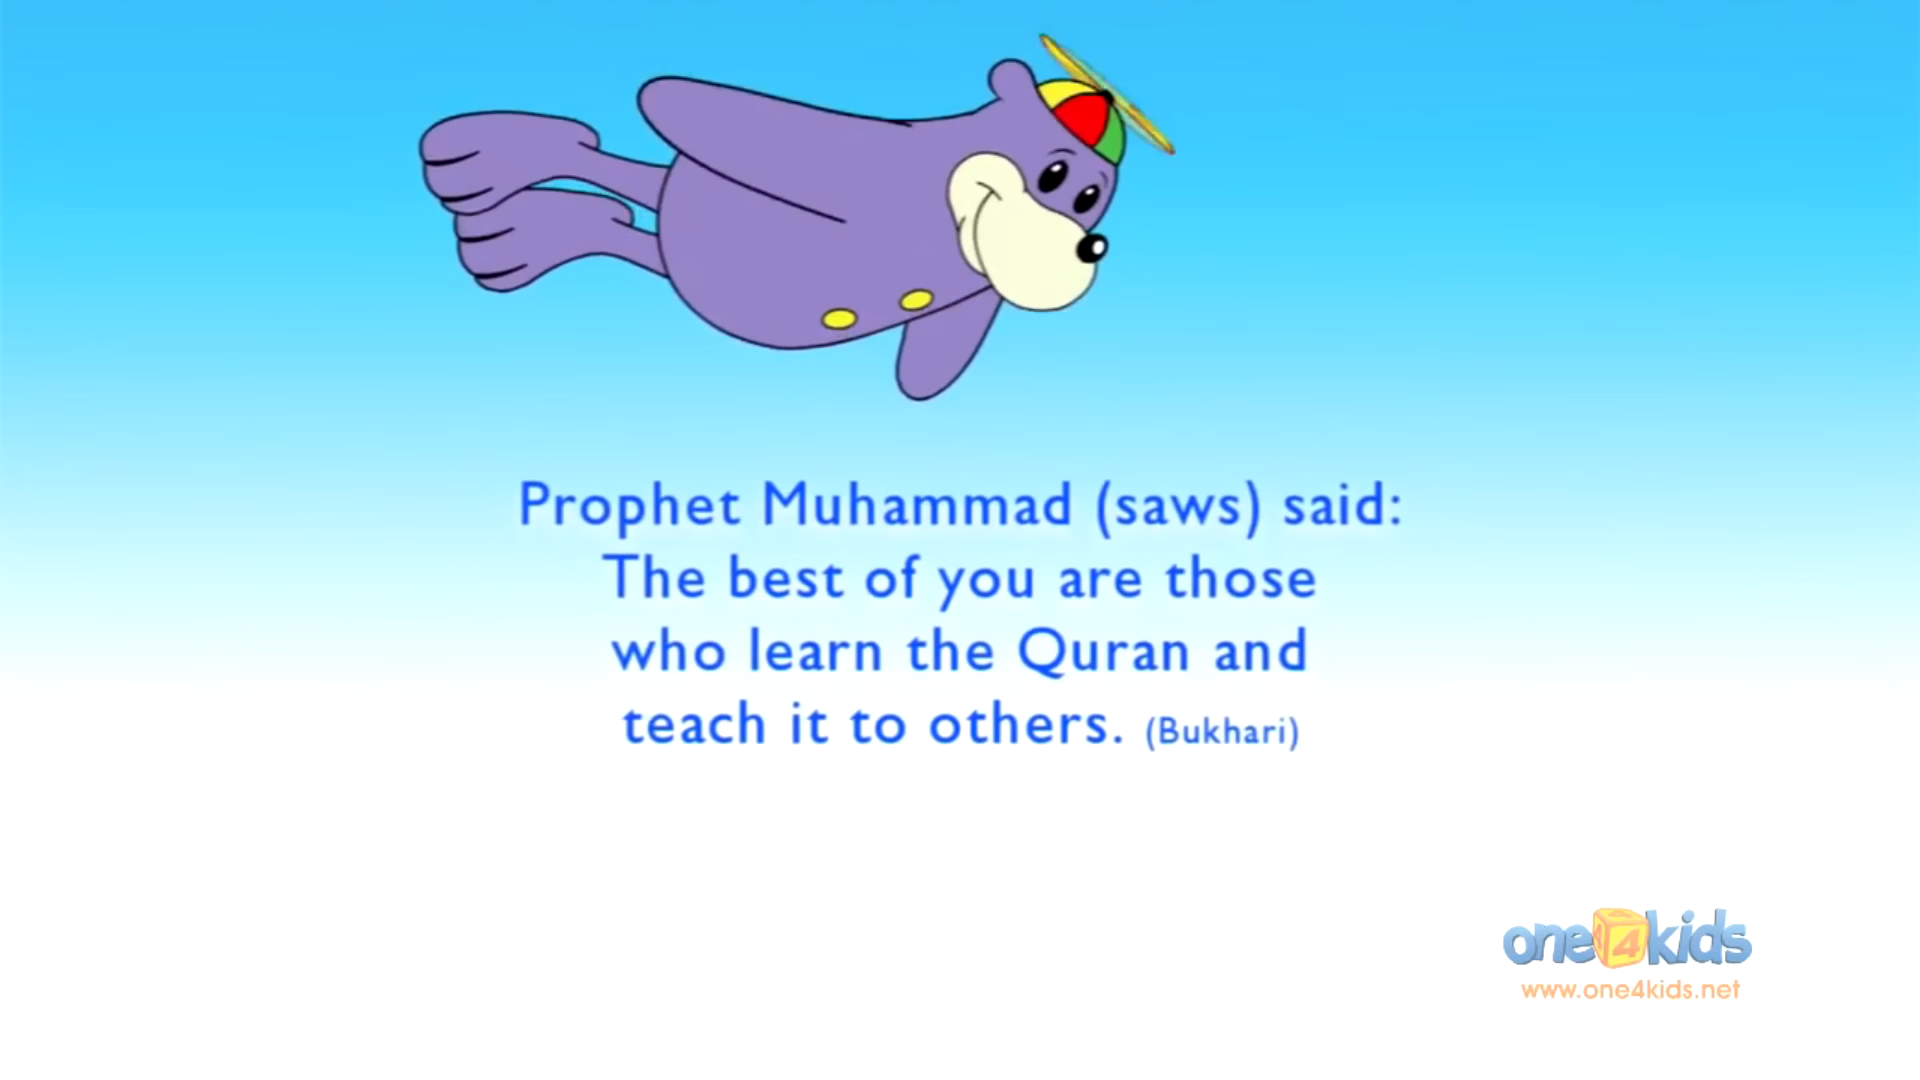 Prophet Muhammad (saws) said:
The best of you are those
who learn the Quran and
teach it to others. (Bukhari)
one4kids
www.one4kids.net